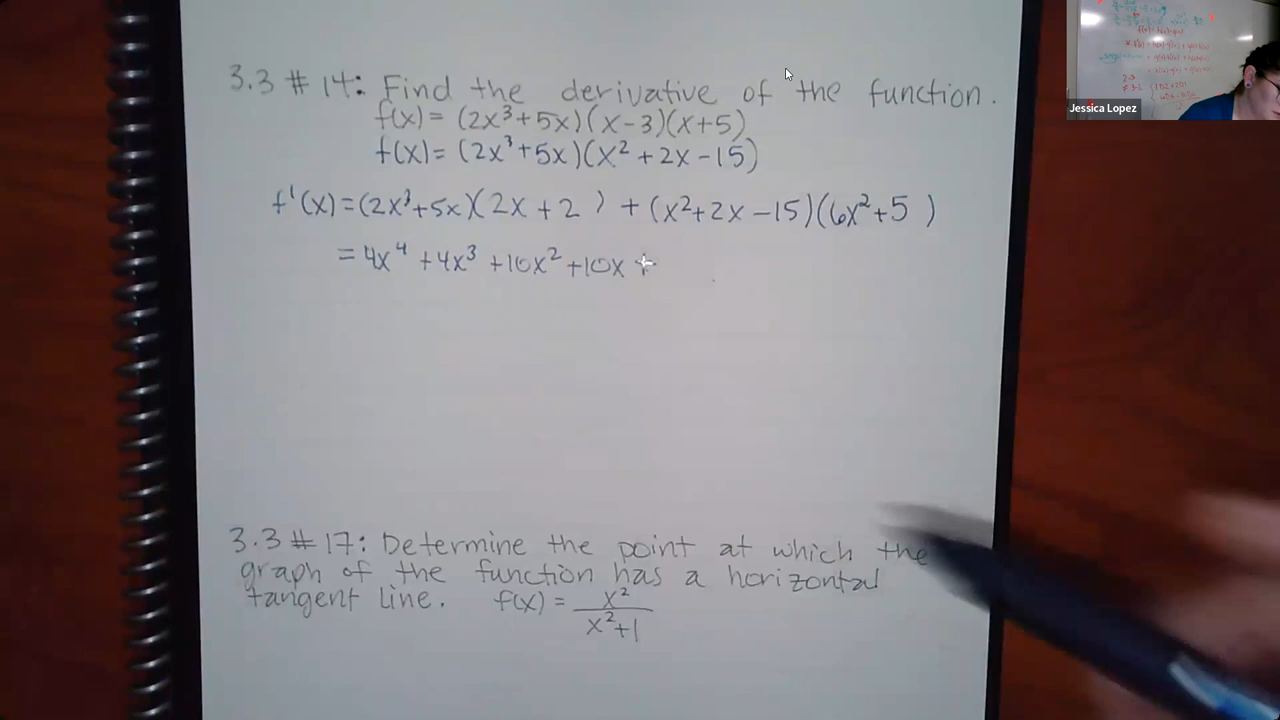 3.3 # 14: Find the derivative of the function.
f(x) = (2x³+5x)(x-3)(x+5)
f(x) = (2x³+5x)(x²+2x-15)
f'(x) = (2x³+5x)(2x+2 ) + (x²+2x-15)(6x²+5 )
= 4x⁴ +4x³ +10x² +10x +
3.3 # 17: Determine the point at which the
graph of the function has a horizontal
tangent line. f(x) = x²
x²+1
Jessica Lopez